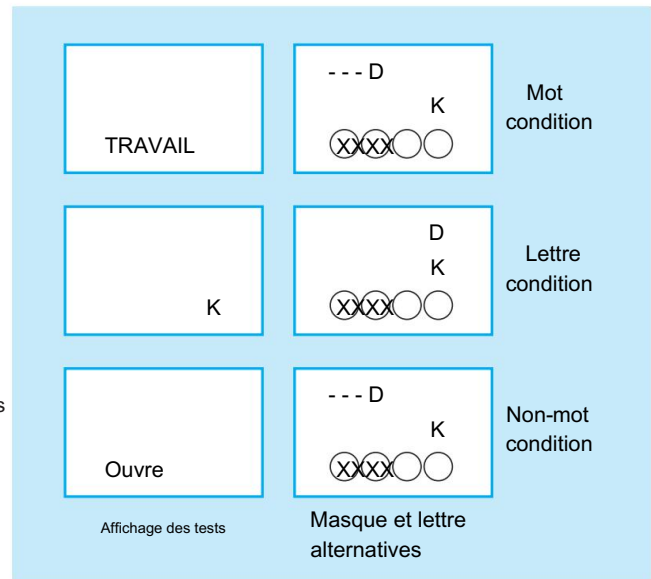 - - - D
K
Mot
condition
TRAVAIL
XXXX
D
K
Lettre
condition
K
XXXX
- - - D
s
K
Non-mot
condition
Ouvre
XXXX
Affichage des tests
Masque et lettre
alternatives